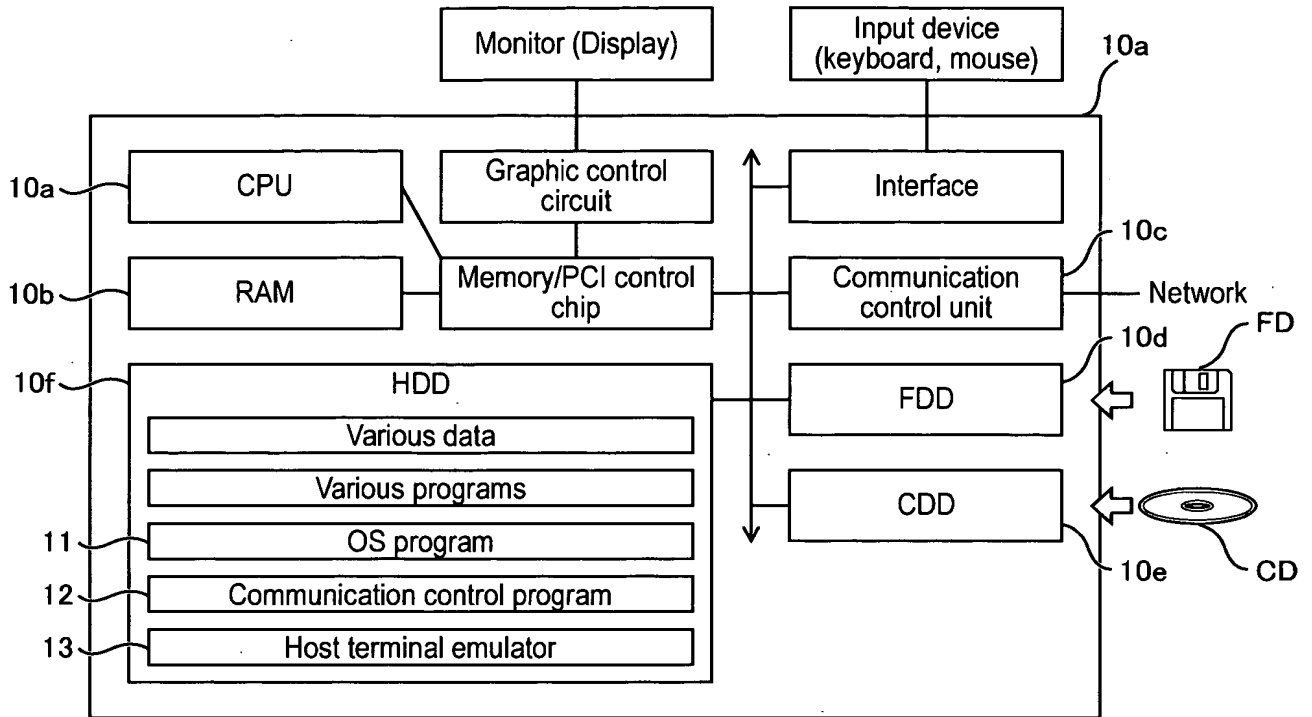 Monitor (Display)
Input device
(keyboard, mouse)
10a
10a
CPU
Graphic control
circuit
Interface
10b
RAM
Memory/PCI control
chip
10c
Communication
control unit
Network
10f
HDD
10d
FDD
FD
Various data
Various programs
11
OS program
CDD
10e
CD
12
Communication control program
13
Host terminal emulator